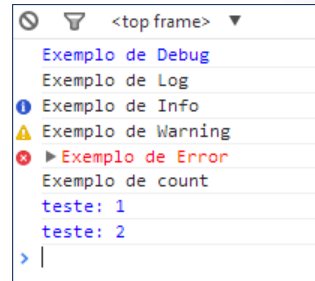 <top frame> ▼
Exemplo de Debug
Exemplo de Log
Exemplo de Info
Exemplo de Warning
▶Exemplo de Error
Exemplo de count
teste: 1
teste: 2
>